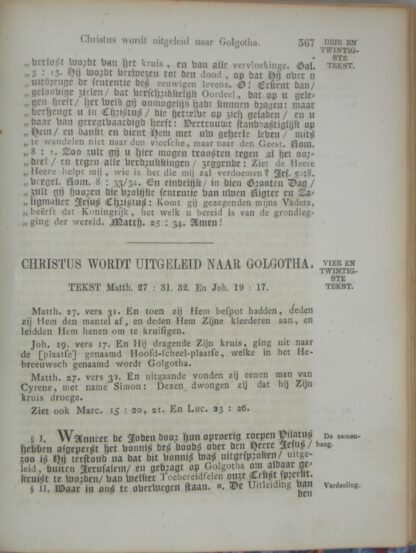 Christus wordt uitgeleid naar Golgotha. 367
DRIE EN
TWINTIG-
STE
TEKST.
„ verlost wordt van het kruis, en van alle vervloekinge. Gal.
„ 3 : 13. Hij wordt verwezen tot den dood, op dat Hij over u
„ uitbrenge de sententie des eeuwigen levens. O! Erkent dan/
„ geloovige zielen/ dat verschrikkelijk Oordeel, dat op u gele-
„ gen heeft/ het welk gij onmogelijk hadt kunnen dragen: maar
„ verheugt u in Christus/ die hetzelve op zich geladen/ en u
„ daar van geregtvaardigd heeft: Vertrouwt standvastiglijk op
„ Hem/ en dankt en dient Hem met uw geheele leven/ mits
„ te wandelen niet naar den vleesche, maar naar den Geest. Rom.
„ 8 : 1. Zoo zult gij u hier mogen troosten tegen al het oor-
„ deel/ en tegen alle verdrukkingen/ zeggende: Ziet de Heere
„ Heere helpt mij, wie is het die mij zal verdoemen? Jes. 50:8.
„ vergel. Rom. 8 : 33/34. En eindelijk/ in dien Grooten Dag/
„ zult gij hooren die vrolijke sententie van uwen Rigter en Za-
„ ligmaker Jesus Christus: Komt gij gezegenden mijns Vaders,
„ beërft dat Koningrijk, het welk u bereid is van de grondleg-
„ ging der wereld. Matth. 25 : 34. Amen!
CHRISTUS WORDT UITGELEID NAAR GOLGOTHA.
VIER EN
TWINTIG-
STE
TEKST.
TEKST Matth. 27 : 31. 32. En Joh. 19 : 17.
Matth. 27. vers 31. En toen zij Hem bespot hadden, deden
zij Hem den mantel af, en deden Hem Zijne kleederen aan, en
leidden Hem henen om te kruisigen.
Joh. 19. vers 17. En Hij dragende Zijn kruis, ging uit naar
de [plaatse] genaamd Hoofd-scheel-plaatse, welke in het He-
breeuwsch genaamd wordt Golgotha.
Matth. 27. vers 32. En uitgaande vonden zij eenen man van
Cyrene, met name Simon: Dezen dwongen zij dat hij Zijn
kruis droege.
Ziet ook Marc. 15 : 20, 21. En Luc. 23 : 26.
§ I. Wanneer de Joden door hun oproerig roepen Pilatus
De zamen-
hang.
hebben afgeperst het vonnis des doods over den Heere Jesus/
zoo is Hij terstond na dat dit vonnis was uitgesproken/ uitge-
leid, buiten Jerusalem/ en gebragt op Golgotha om aldaar ge-
kruist te worden/ van welker Toebereidselen onze Tekst spreekt.
§ II. Waar in ons te overwegen staan. א. De Uitleiding van
Verdeeling.
den